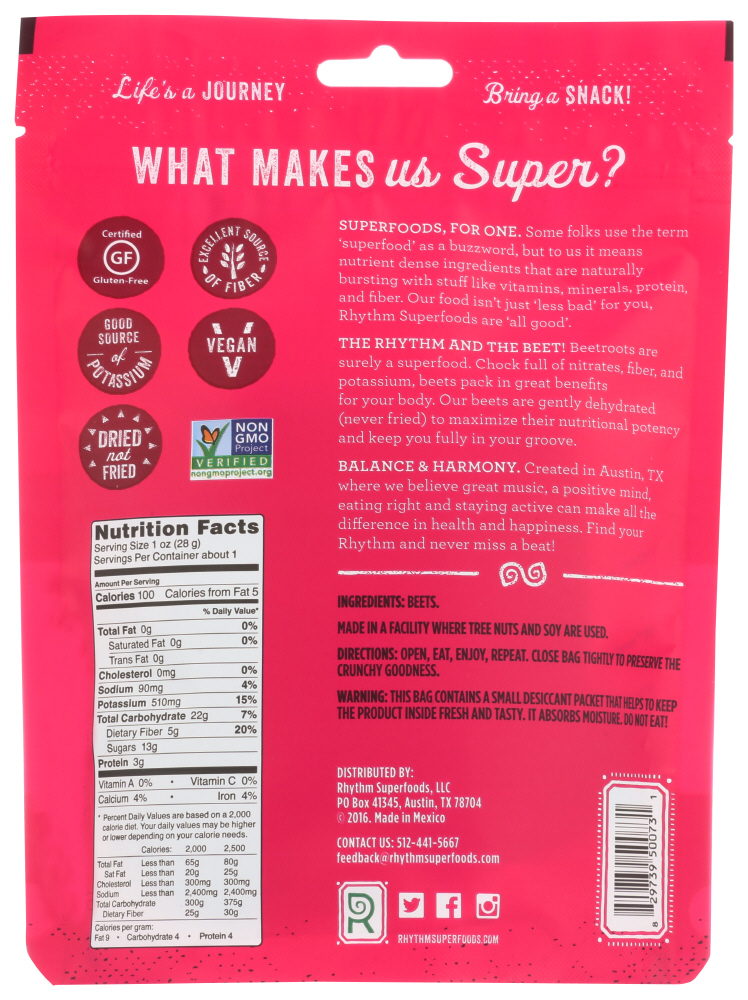 Life's a JOURNEY
Bring a SNACK!
WHAT MAKES us Super?
Certified
GF
Gluten-Free
EXCELLENT SOURCE
OF FIBER
GOOD
SOURCE
of
POTASSIUM
VEGAN
V
DRIED
not
FRIED
NON
GMO
Project
VERIFIED
nongmoproject.org
SUPERFOODS, FOR ONE. Some folks use the term
'superfood' as a buzzword, but to us it means
nutrient dense ingredients that are naturally
bursting with stuff like vitamins, minerals, protein,
and fiber. Our food isn't just 'less bad' for you,
Rhythm Superfoods are 'all good'.
THE RHYTHM AND THE BEET! Beetroots are
surely a superfood. Chock full of nitrates, fiber, and
potassium, beets pack in great benefits
for your body. Our beets are gently dehydrated
(never fried) to maximize their nutritional potency
and keep you fully in your groove.
BALANCE & HARMONY. Created in Austin, TX
where we believe great music, a positive mind,
eating right and staying active can make all the
difference in health and happiness. Find your
Rhythm and never miss a beat!
INGREDIENTS: BEETS.
MADE IN A FACILITY WHERE TREE NUTS AND SOY ARE USED.
DIRECTIONS: OPEN, EAT, ENJOY, REPEAT. CLOSE BAG TIGHTLY TO PRESERVE THE
CRUNCHY GOODNESS.
WARNING: THIS BAG CONTAINS A SMALL DESICCANT PACKET THAT HELPS TO KEEP
THE PRODUCT INSIDE FRESH AND TASTY. IT ABSORBS MOISTURE. DO NOT EAT!
Nutrition Facts
Serving Size 1 oz (28 g)
Servings Per Container about 1
Amount Per Serving
Calories 100 Calories from Fat 5
% Daily Value*
Total Fat 0g 0%
Saturated Fat 0g 0%
Trans Fat 0g
Cholesterol 0mg 0%
Sodium 90mg 4%
Potassium 510mg 15%
Total Carbohydrate 22g 7%
Dietary Fiber 5g 20%
Sugars 13g
Protein 3g
Vitamin A 0% • Vitamin C 0%
Calcium 4% • Iron 4%
* Percent Daily Values are based on a 2,000
calorie diet. Your daily values may be higher
or lower depending on your calorie needs.
Calories: 2,000 2,500
Total Fat Less than 65g 80g
Sat Fat Less than 20g 25g
Cholesterol Less than 300mg 300mg
Sodium Less than 2,400mg 2,400mg
Total Carbohydrate 300g 375g
Dietary Fiber 25g 30g
Calories per gram:
Fat 9 • Carbohydrate 4 • Protein 4
DISTRIBUTED BY:
Rhythm Superfoods, LLC
PO Box 41345, Austin, TX 78704
© 2016. Made in Mexico
CONTACT US: 512-441-5667
feedback@rhythmsuperfoods.com
R
RHYTHMSUPERFOODS.COM
8 29739 50073 1